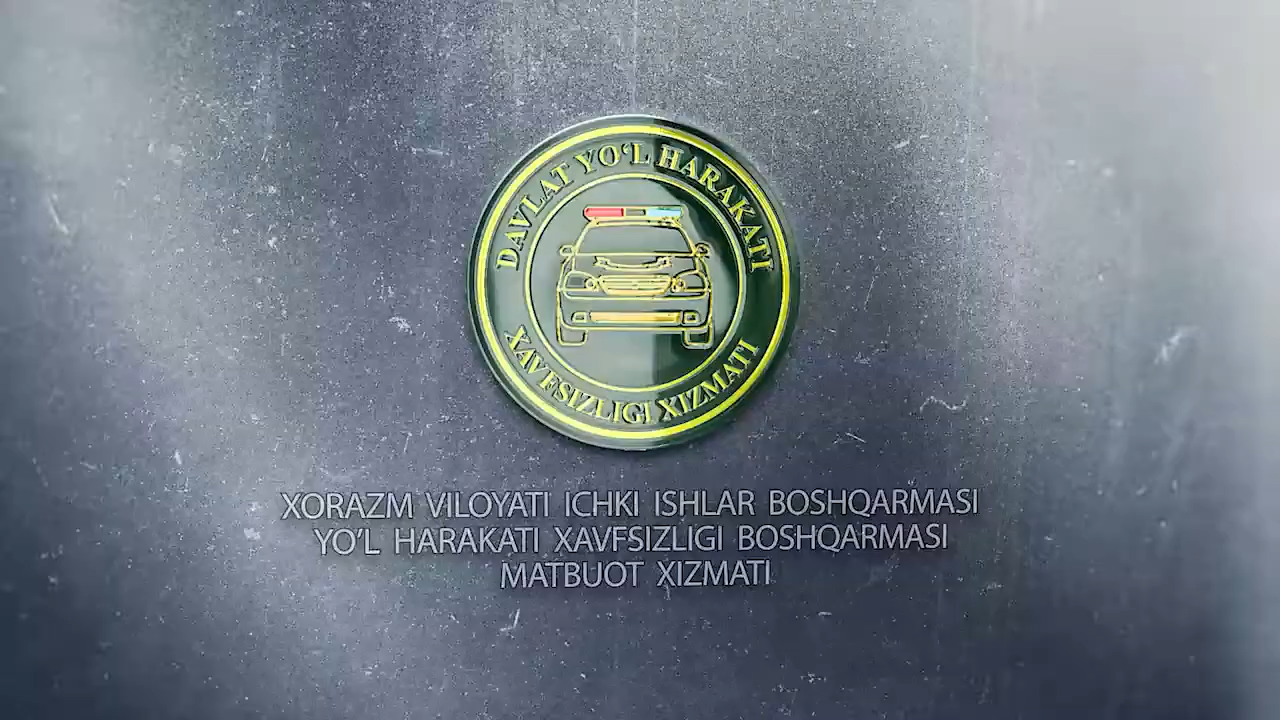 DAVLAT YO‘L HARAKATI
XAVFSIZLIGI XIZMATI
XORAZM VILOYATI ICHKI ISHLAR BOSHQARMASI
YO’L HARAKATI XAVFSIZLIGI BOSHQARMASI
MATBUOT XIZMATI